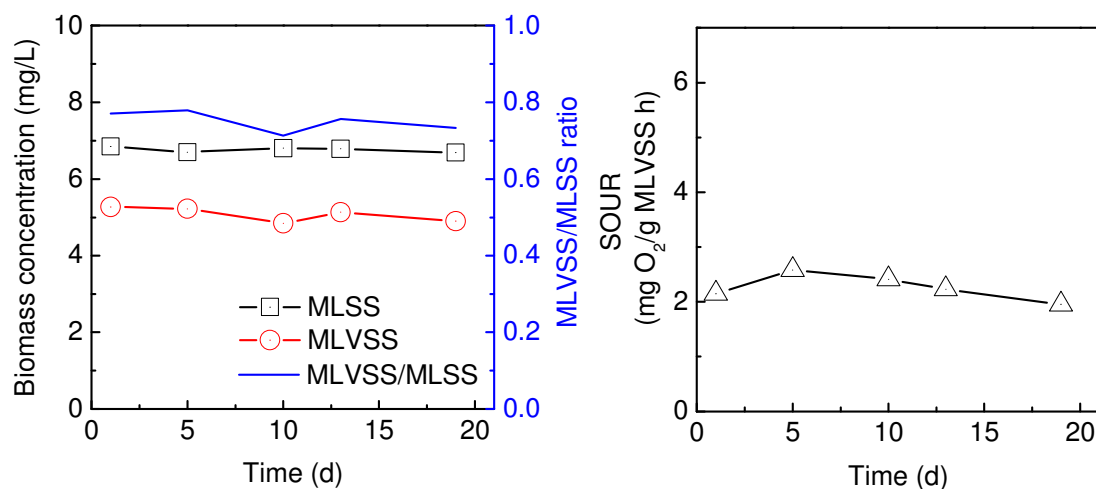 Biomass concentration (mg/L)
10
8
6
4
2
0
MLSS
MLVSS
MLVSS/MLSS
0 5 10 15 20
Time (d)
1.0
0.8
0.6
0.4
0.2
0.0
MLVSS/MLSS ratio
SOUR
(mg O₂/g MLVSS h)
6
4
2
0
0 5 10 15 20
Time (d)